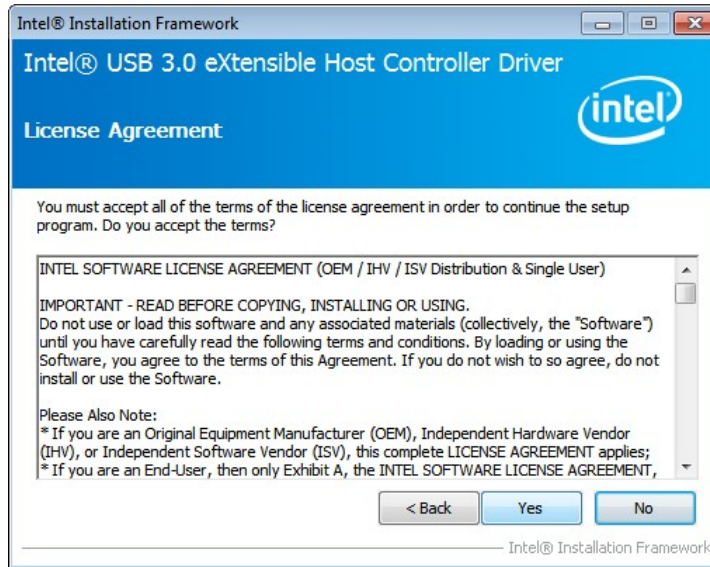 Intel® Installation Framework
Intel® USB 3.0 eXtensible Host Controller Driver
intel
License Agreement
You must accept all of the terms of the license agreement in order to continue the setup
program. Do you accept the terms?
INTEL SOFTWARE LICENSE AGREEMENT (OEM / IHV / ISV Distribution & Single User)
IMPORTANT - READ BEFORE COPYING, INSTALLING OR USING.
Do not use or load this software and any associated materials (collectively, the "Software")
until you have carefully read the following terms and conditions. By loading or using the
Software, you agree to the terms of this Agreement. If you do not wish to so agree, do not
install or use the Software.
Please Also Note:
* If you are an Original Equipment Manufacturer (OEM), Independent Hardware Vendor
(IHV), or Independent Software Vendor (ISV), this complete LICENSE AGREEMENT applies;
* If you are an End-User, then only Exhibit A, the INTEL SOFTWARE LICENSE AGREEMENT,
< Back Yes No
Intel® Installation Framework